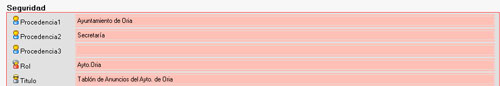 Seguridad
Procedencia1 Ayuntamiento de Oria
Procedencia2 Secretaría
Procedencia3
Rol Ayto.Oria
Titulo Tablón de Anuncios del Ayto. de Oria